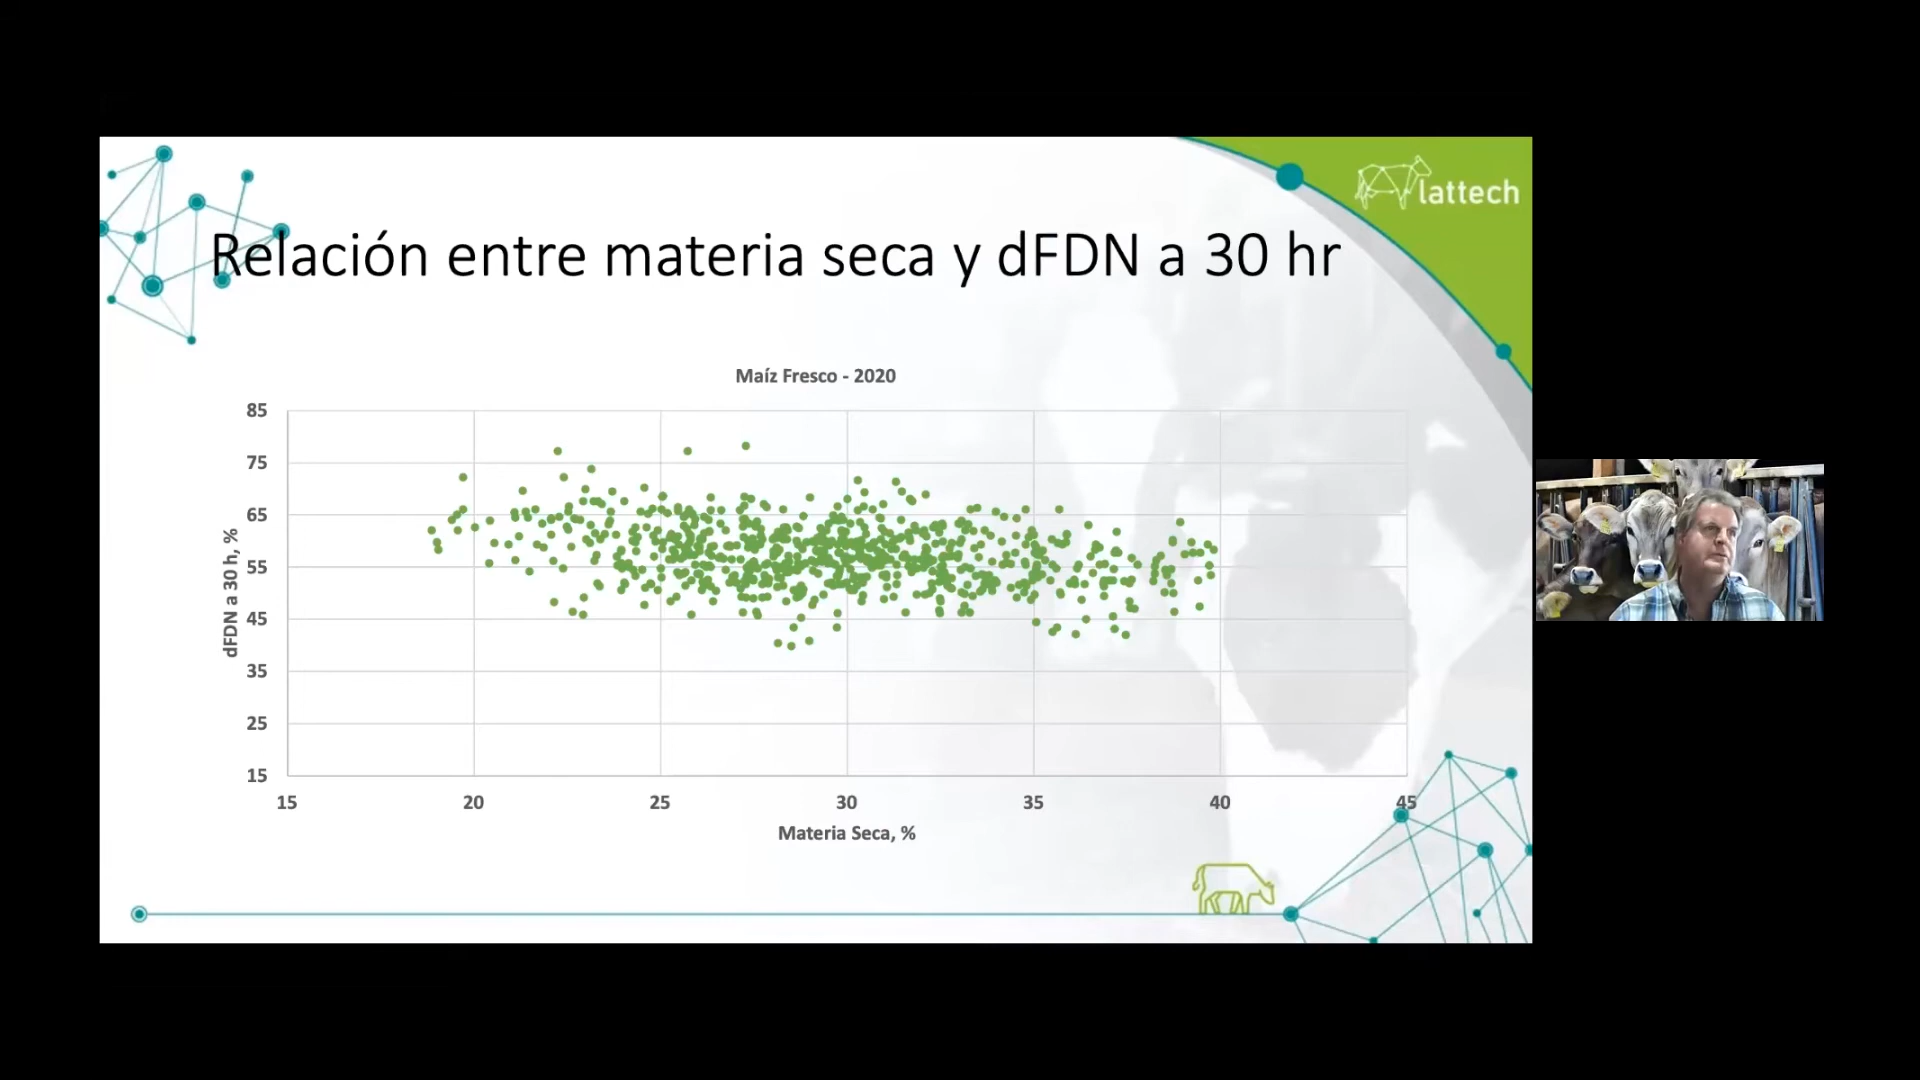 lattech
Relación entre materia seca y dFDN a 30 hr
Maíz Fresco - 2020
85
75
65
55
45
35
25
15
dFDN a 30 h, %
15 20 25 30 35 40 45
Materia Seca, %